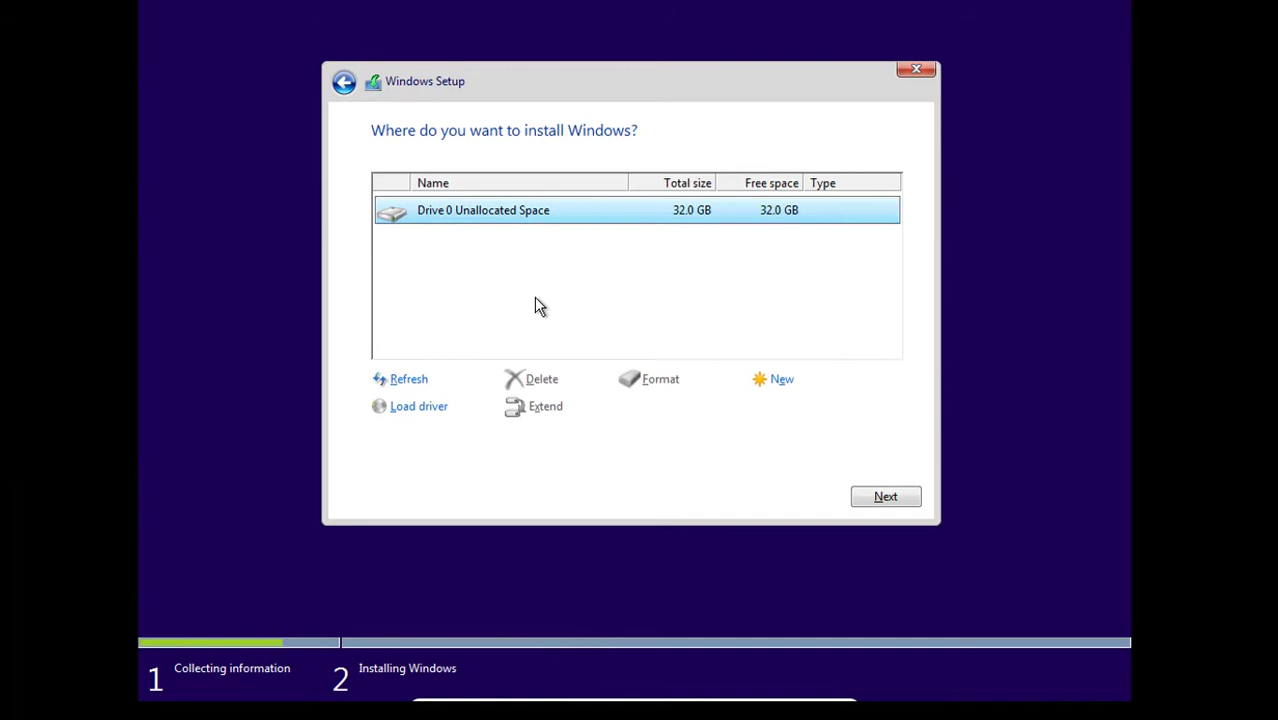 Windows Setup
Where do you want to install Windows?
Name Total size Free space Type
Drive 0 Unallocated Space 32.0 GB 32.0 GB
Refresh Delete Format New
Load driver Extend
Next
1 Collecting information 2 Installing Windows